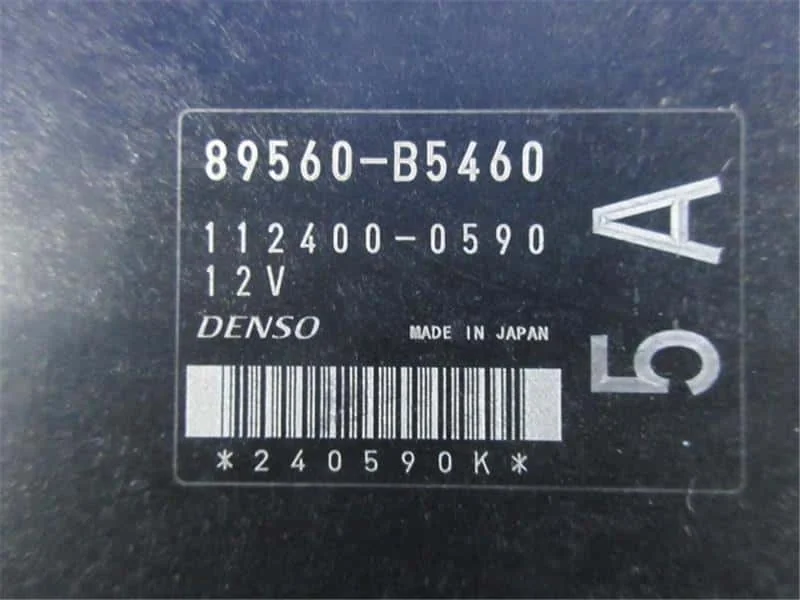 89560-B5460
112400-0590
12V
DENSO MADE IN JAPAN
*240590K*
5A